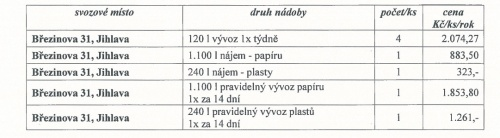 svozové místo druh nádoby počet/ks cena
Kč/ks/rok
Březinova 31, Jihlava 120 l vývoz 1x týdně 4 2.074,27
Březinova 31, Jihlava 1.100 l nájem - papíru 1 883,50
Březinova 31, Jihlava 240 l nájem - plasty 1 323,-
Březinova 31, Jihlava 1.100 l pravidelný vývoz papíru 1 1.853,80
1x za 14 dní
Březinova 31, Jihlava 240 l pravidelný vývoz plastů 1 1.261,-
1x za 14 dní